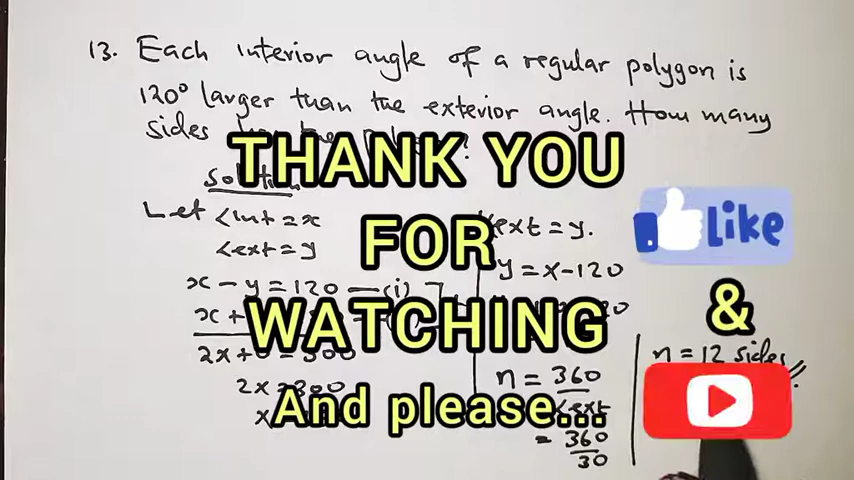 13. Each interior angle of a regular polygon is
120° larger than the exterior angle. How many
sides
THANK YOU
FOR
WATCHING
And please...
Like
&
Solution
Let <int = x
<ext = y
x - y = 120 —(i)
2x + 0 = 300
2x = 300
<ext = y.
y = x - 120
n = 360
<ext
= 360
30
n = 12 sides